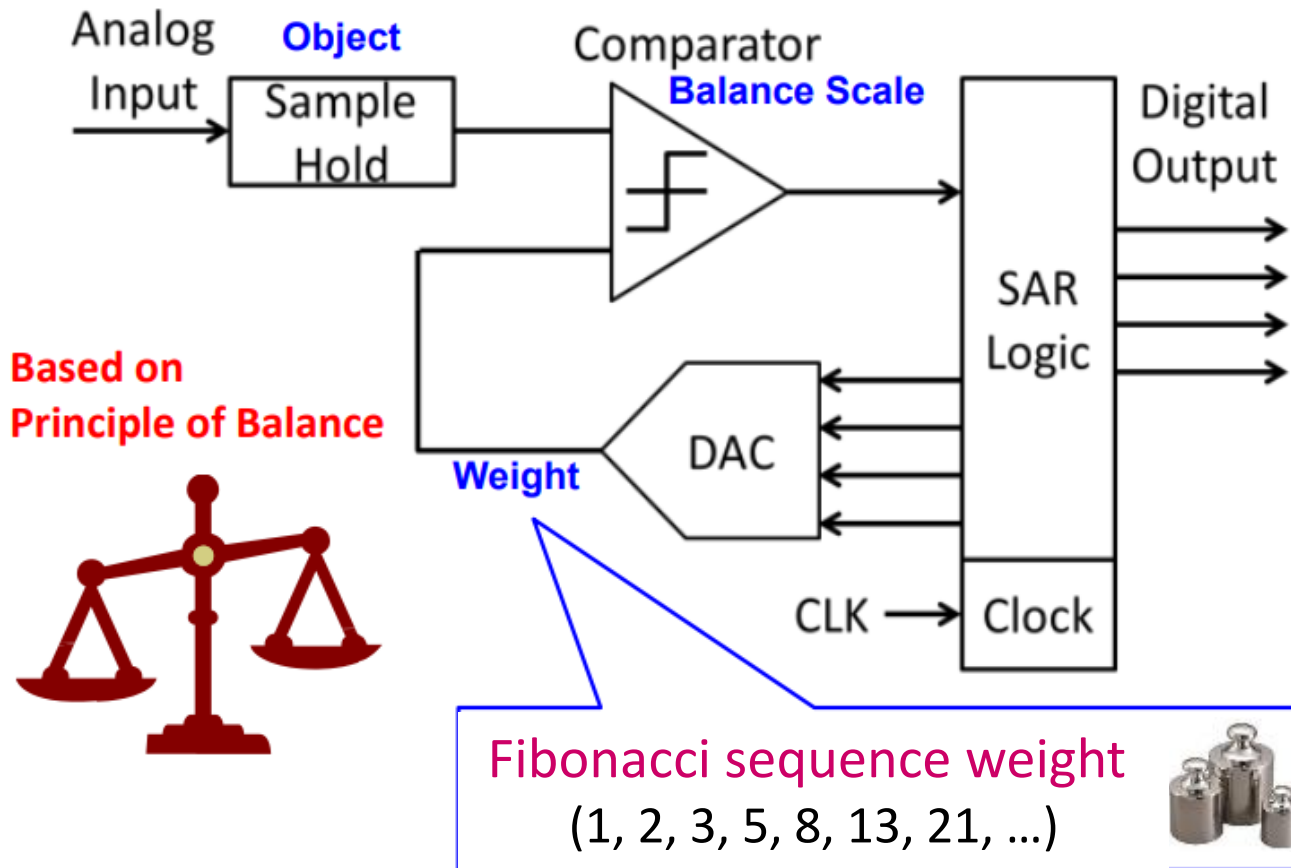 Analog
Input
Object
Sample
Hold
Comparator
Balance Scale
Digital
Output
SAR
Logic
Based on
Principle of Balance
DAC
Weight
CLK
Clock
Fibonacci sequence weight
(1, 2, 3, 5, 8, 13, 21, ...)